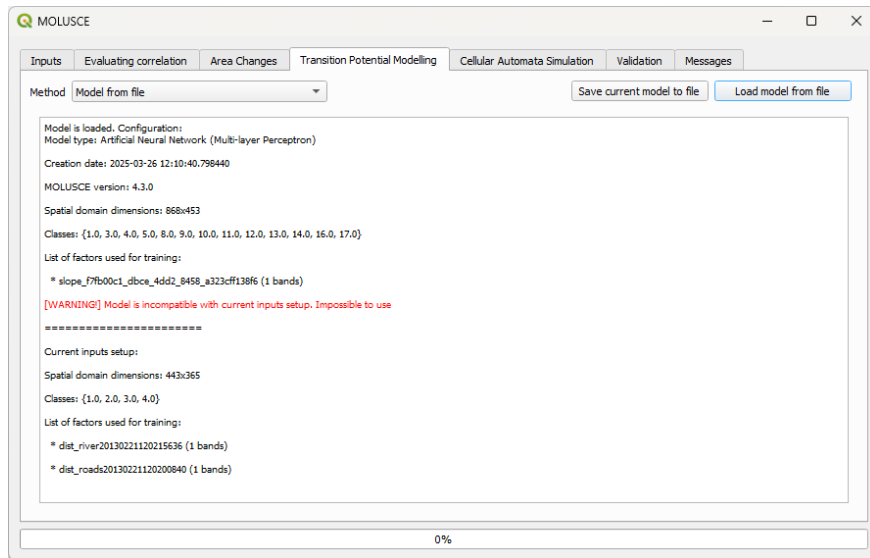 MOLUSCE
Inputs
Evaluating correlation
Area Changes
Transition Potential Modelling
Cellular Automata Simulation
Validation
Messages
Method
Model from file
Save current model to file
Load model from file
Model is loaded. Configuration:
Model type: Artificial Neural Network (Multi-layer Perceptron)
Creation date: 2025-03-26 12:10:40.798440
MOLUSCE version: 4.3.0
Spatial domain dimensions: 868x453
Classes: {1.0, 3.0, 4.0, 5.0, 8.0, 9.0, 10.0, 11.0, 12.0, 13.0, 14.0, 16.0, 17.0}
List of factors used for training:
* slope_f7fb00c1_dbce_4dd2_8458_a323cff138f6 (1 bands)
[WARNING!] Model is incompatible with current inputs setup. Impossible to use
=======================
Current inputs setup:
Spatial domain dimensions: 443x365
Classes: {1.0, 2.0, 3.0, 4.0}
List of factors used for training:
* dist_river20130221120215636 (1 bands)
* dist_roads20130221120200840 (1 bands)
0%